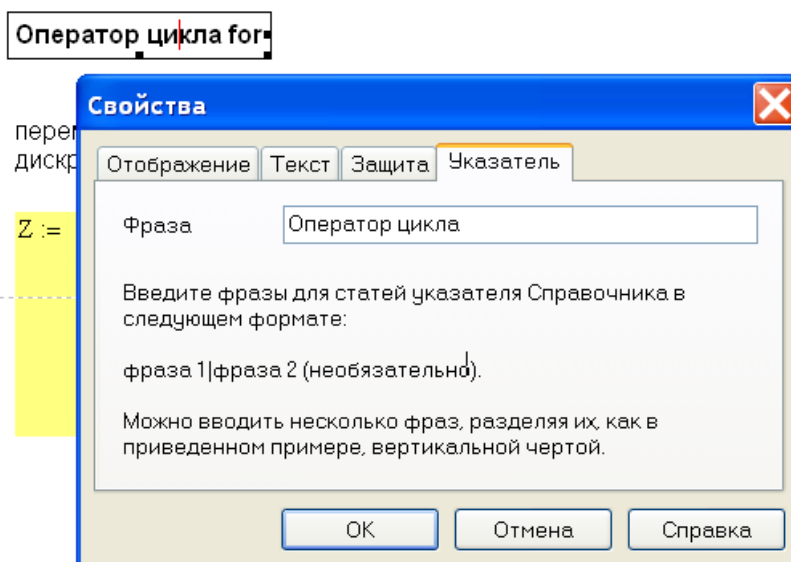 Оператор цикла for
Свойства
Отображение Текст Защита Указатель
Z :=
Фраза Оператор цикла
Введите фразы для статей указателя Справочника в
следующем формате:
фраза 1|фраза 2 (необязательно).
Можно вводить несколько фраз, разделяя их, как в
приведенном примере, вертикальной чертой.
OK Отмена Справка